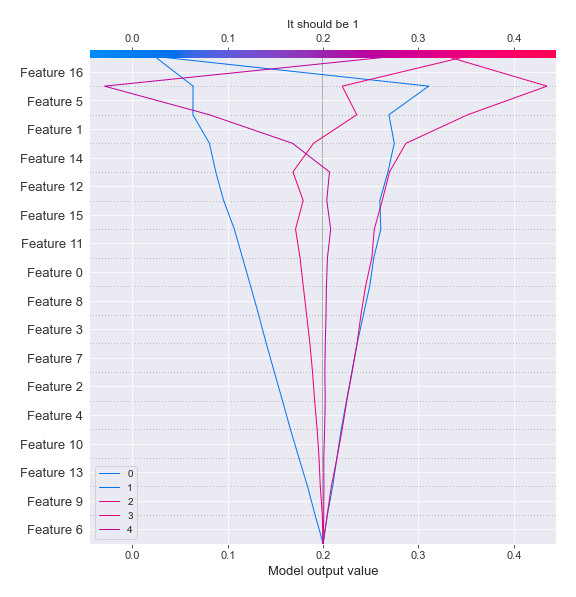 It should be 1
0.0 0.1 0.2 0.3 0.4
Feature 16
Feature 5
Feature 1
Feature 14
Feature 12
Feature 15
Feature 11
Feature 0
Feature 8
Feature 3
Feature 7
Feature 2
Feature 4
Feature 10
Feature 13
Feature 9
Feature 6
0
1
2
3
4
0.0 0.1 0.2 0.3 0.4
Model output value